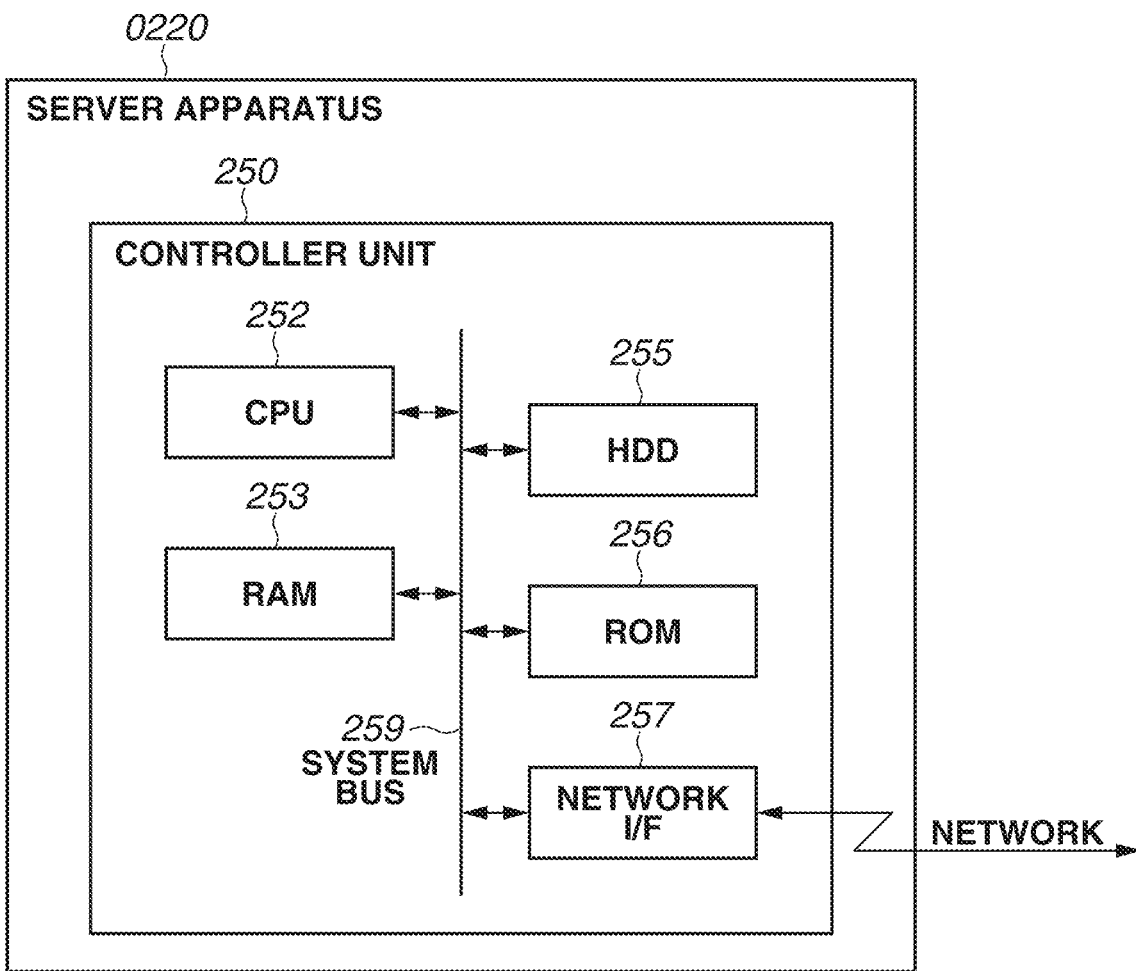 0220
SERVER APPARATUS
250
CONTROLLER UNIT
252
CPU
255
HDD
253
RAM
256
ROM
259
SYSTEM
BUS
257
NETWORK
I/F
NETWORK